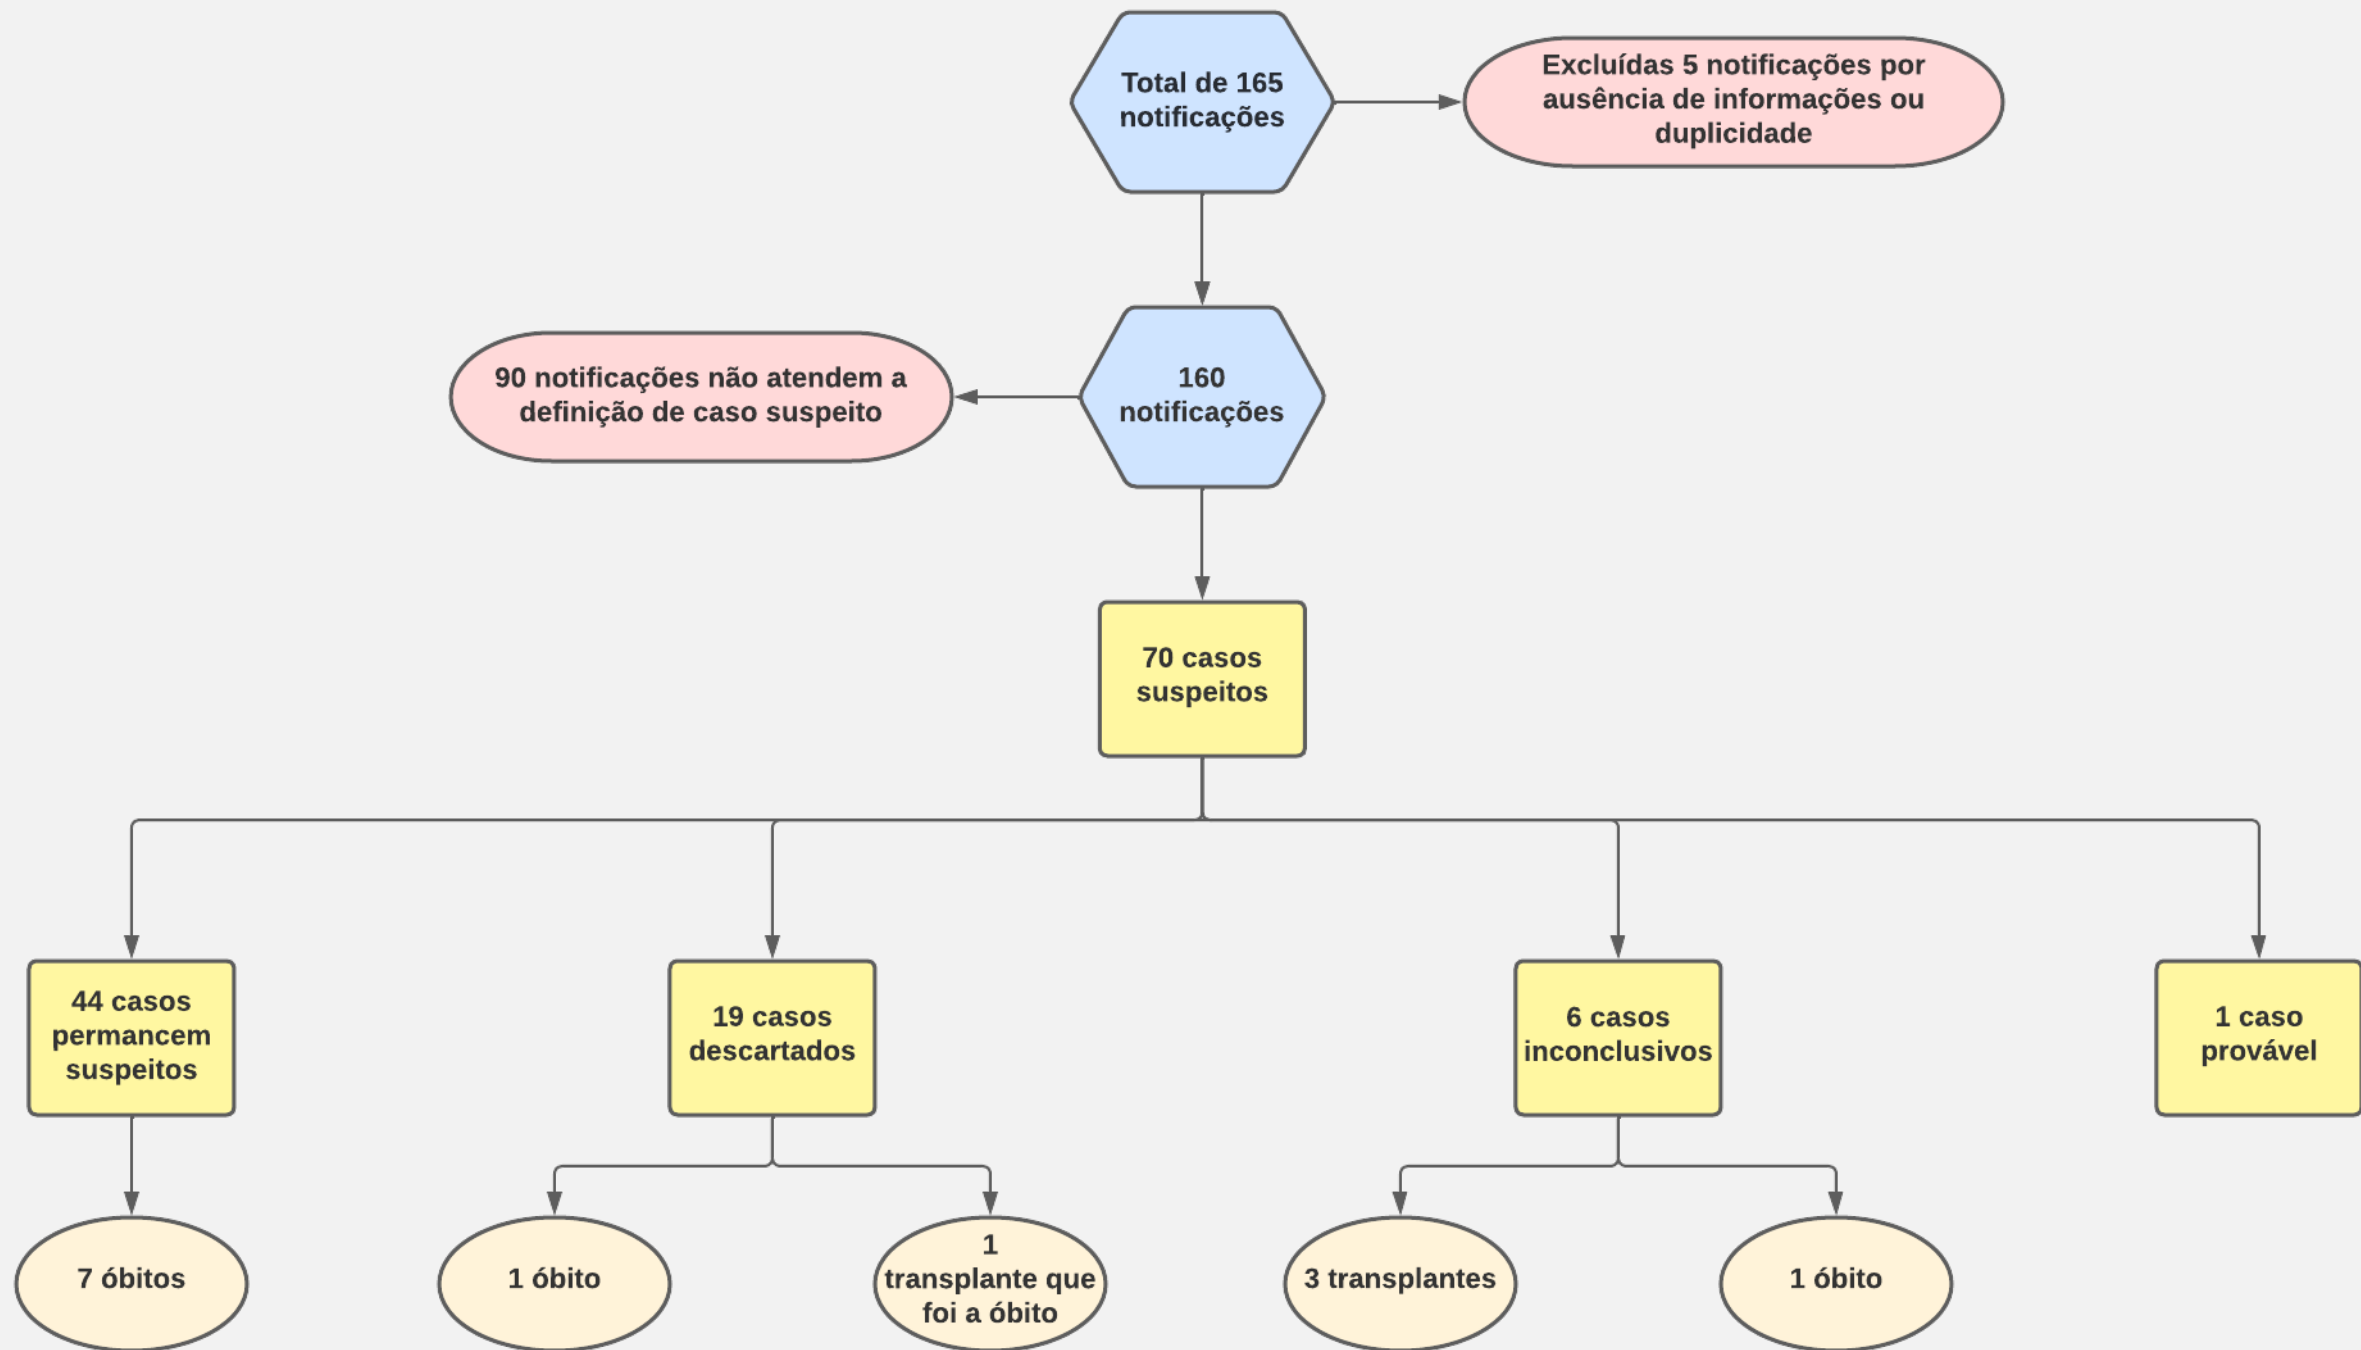 Total de 165
notificações
Excluídas 5 notificações por
ausência de informações ou
duplicidade
90 notificações não atendem a
definição de caso suspeito
160
notificações
70 casos
suspeitos
44 casos
permancem
suspeitos
19 casos
descartados
6 casos
inconclusivos
1 caso
provável
7 óbitos
1 óbito
1
transplante que
foi a óbito
3 transplantes
1 óbito